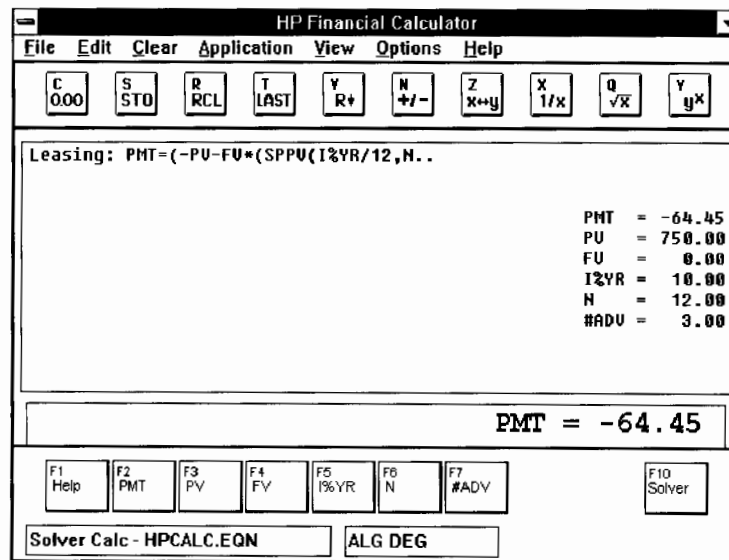 HP Financial Calculator
File Edit Clear Application View Options Help
C S R T Y N Z X Q Y
0.00 STO RCL LAST R↓ +/- x↔y 1/x √x yˣ
Leasing: PMT=(-PV-FV*(SPPV(I%YR/12,N..
PMT = -64.45
PV = 750.00
FV = 0.00
I%YR = 10.00
N = 12.00
#ADV = 3.00
PMT = -64.45
F1 F2 F3 F4 F5 F6 F7 F10
Help PMT PV FV I%YR N #ADV Solver
Solver Calc - HPCALC.EQN ALG DEG